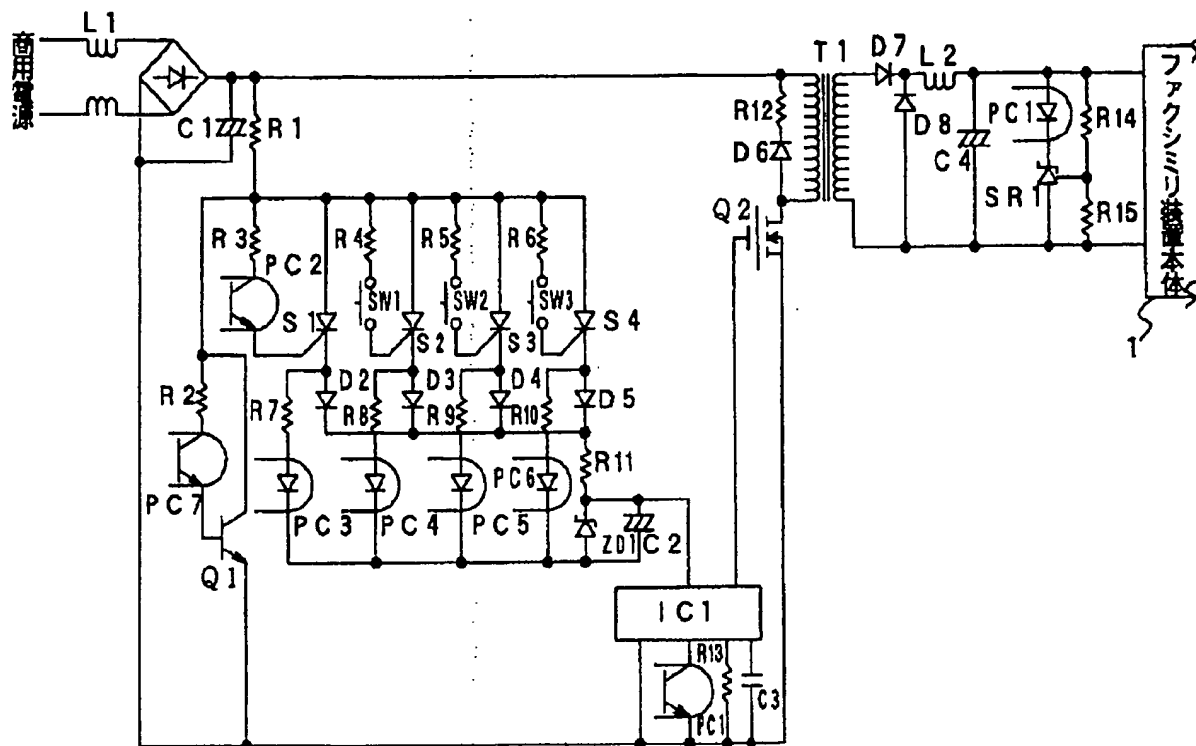 L1
商用電源
C1
R1
T1
D7
L2
R12
D6
D8
C4
PC1
R14
SR1
R15
ファクシミリ装置本体
1
Q2
R3
PC2
R4
SW1
R5
SW2
R6
SW3
S1
S2
S3
S4
R2
PC7
Q1
R7
D2
R8
D3
R9
D4
R10
D5
R11
PC3
PC4
PC5
PC6
ZD1
C2
IC1
R13
PC1
C3